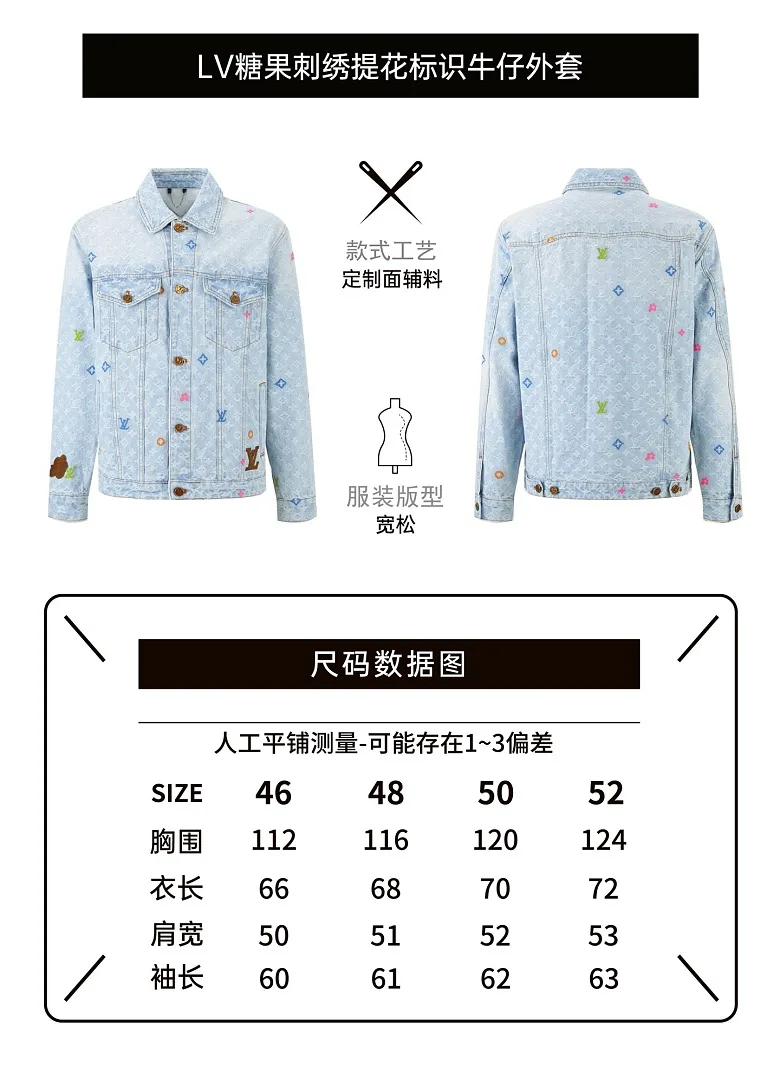 LV糖果刺绣提花标识牛仔外套
款式工艺
定制面辅料
服装版型
宽松
尺码数据图
人工平铺测量-可能存在1~3偏差
SIZE 46 48 50 52
胸围 112 116 120 124
衣长 66 68 70 72
肩宽 50 51 52 53
袖长 60 61 62 63